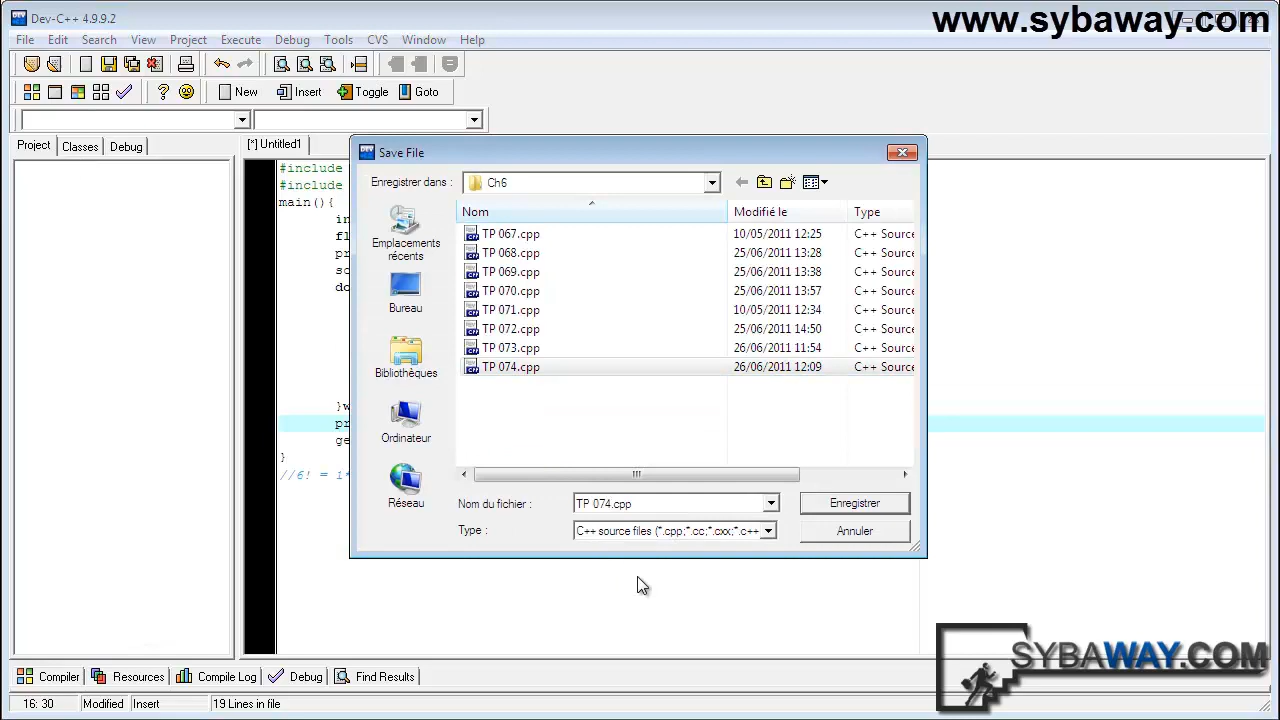 Dev-C++ 4.9.9.2
www.sybaway.com
File Edit Search View Project Execute Debug Tools CVS Window Help
New Insert Toggle Goto
Project Classes Debug
[*] Untitled1
#include
#include
main(){
in
fl
pr
sc
do
}w
pr
ge
}
//6! = 1*
Save File
Enregistrer dans : Ch6
Emplacements récents
Bureau
Bibliothèques
Ordinateur
Réseau
Nom Modifié le Type
TP 067.cpp 10/05/2011 12:25 C++ Source
TP 068.cpp 25/06/2011 13:28 C++ Source
TP 069.cpp 25/06/2011 13:38 C++ Source
TP 070.cpp 25/06/2011 13:57 C++ Source
TP 071.cpp 10/05/2011 12:34 C++ Source
TP 072.cpp 25/06/2011 14:50 C++ Source
TP 073.cpp 26/06/2011 11:54 C++ Source
TP 074.cpp 26/06/2011 12:09 C++ Source
Nom du fichier : TP 074.cpp Enregistrer
Type : C++ source files (*.cpp;*.cc;*.cxx;*.c++ Annuler
SYBAWAY.COM
Compiler Resources Compile Log Debug Find Results
16: 30 Modified Insert 19 Lines in file